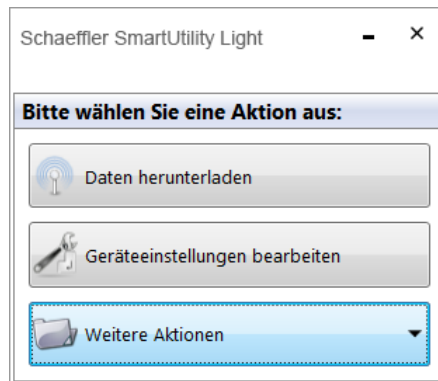 Schaeffler SmartUtility Light
Bitte wählen Sie eine Aktion aus:
Daten herunterladen
Geräteeinstellungen bearbeiten
Weitere Aktionen